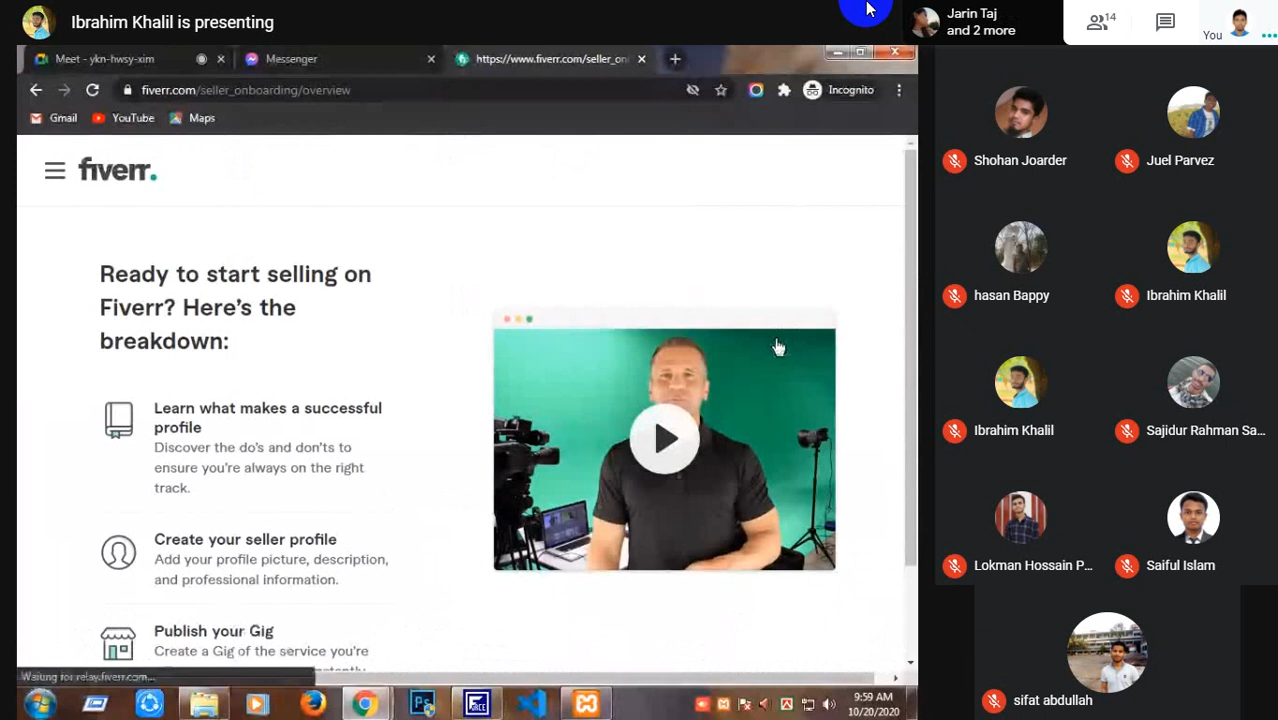 Ibrahim Khalil is presenting
Jarin Taj
and 2 more
14
You
Meet - ykn-hwsy-xim
Messenger
https://www.fiverr.com/seller_on
fiverr.com/seller_onboarding/overview
Incognito
Gmail
YouTube
Maps
fiverr.
Ready to start selling on
Fiverr? Here's the
breakdown:
Learn what makes a successful
profile
Discover the do's and don'ts to
ensure you're always on the right
track.
Create your seller profile
Add your profile picture, description,
and professional information.
Publish your Gig
Create a Gig of the service you're
Waiting for relay.fiverr.com...
Ps
FORCE
9:59 AM
10/20/2020
Shohan Joarder
Juel Parvez
hasan Bappy
Ibrahim Khalil
Ibrahim Khalil
Sajidur Rahman Sa...
Lokman Hossain P...
Saiful Islam
sifat abdullah